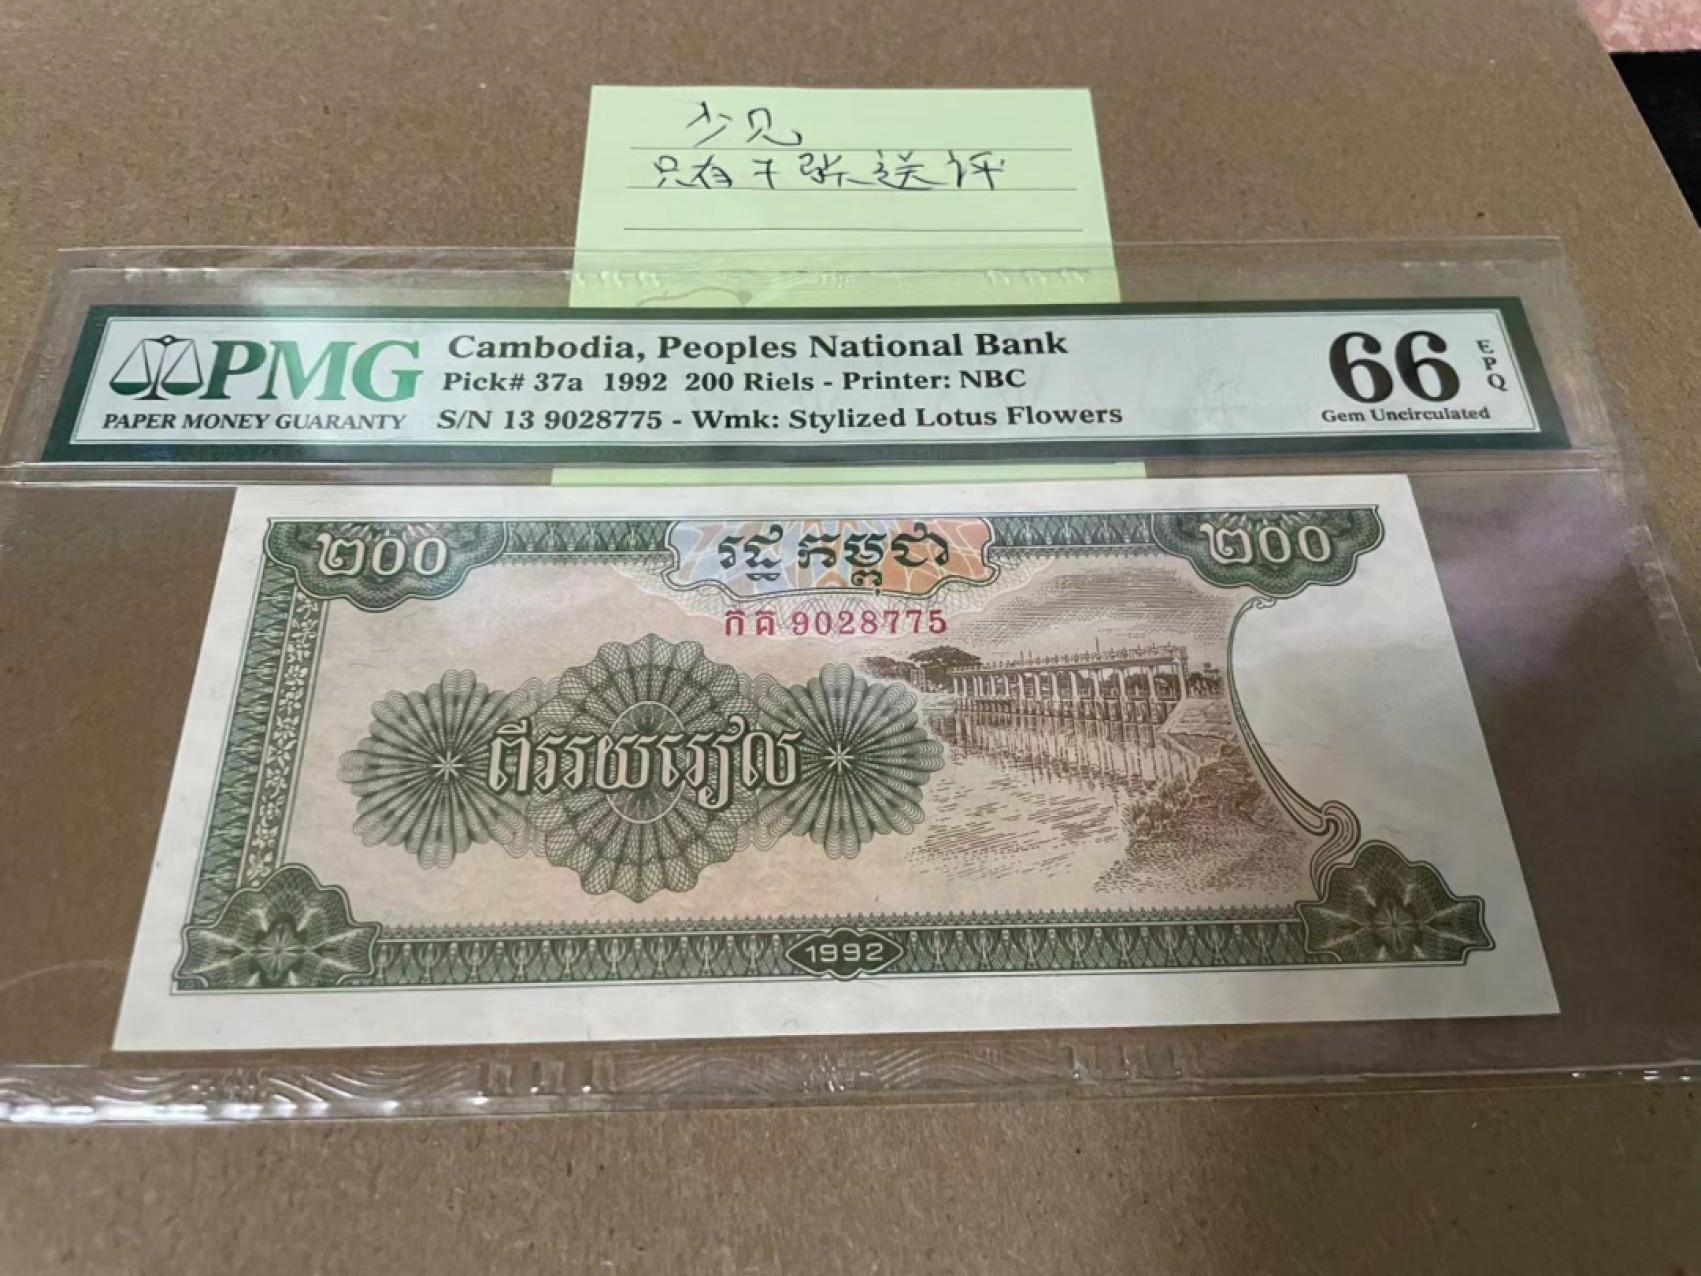 少见
只有十张送评
PMG
PAPER MONEY GUARANTY
Cambodia, Peoples National Bank
Pick# 37a 1992 200 Riels - Printer: NBC
S/N 13 9028775 - Wmk: Stylized Lotus Flowers
66
EPQ
Gem Uncirculated
២០០
រដ្ឋកម្ពុជា
២០០
កគ 9028775
ពីររយរៀល
1992